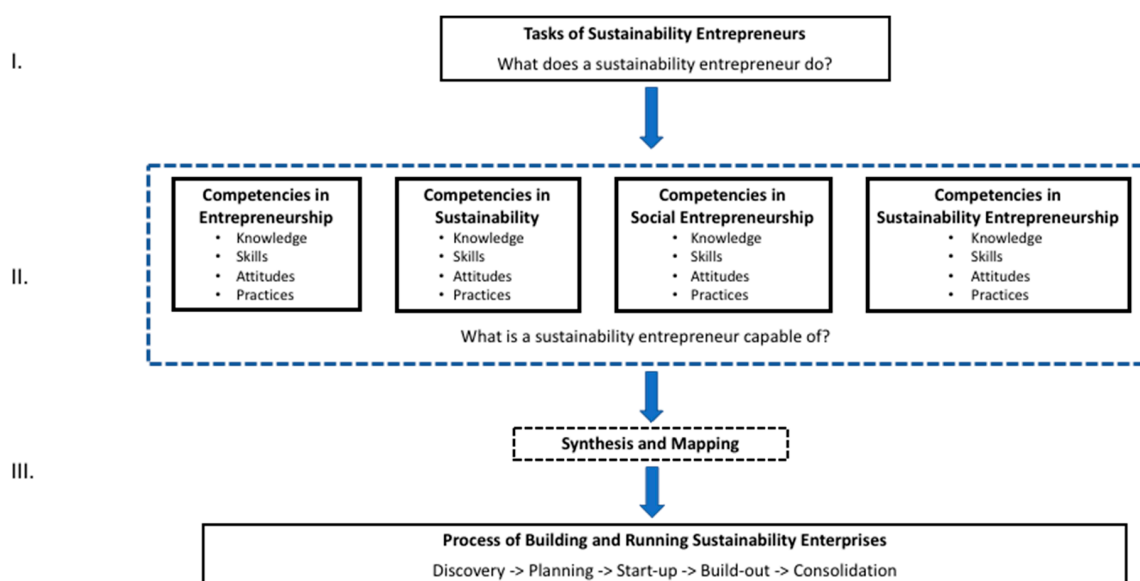 I.
Tasks of Sustainability Entrepreneurs
What does a sustainability entrepreneur do?
II.
Competencies in
Entrepreneurship
• Knowledge
• Skills
• Attitudes
• Practices
Competencies in
Sustainability
• Knowledge
• Skills
• Attitudes
• Practices
Competencies in
Social Entrepreneurship
• Knowledge
• Skills
• Attitudes
• Practices
Competencies in
Sustainability Entrepreneurship
• Knowledge
• Skills
• Attitudes
• Practices
What is a sustainability entrepreneur capable of?
III.
Synthesis and Mapping
Process of Building and Running Sustainability Enterprises
Discovery -> Planning -> Start-up -> Build-out -> Consolidation